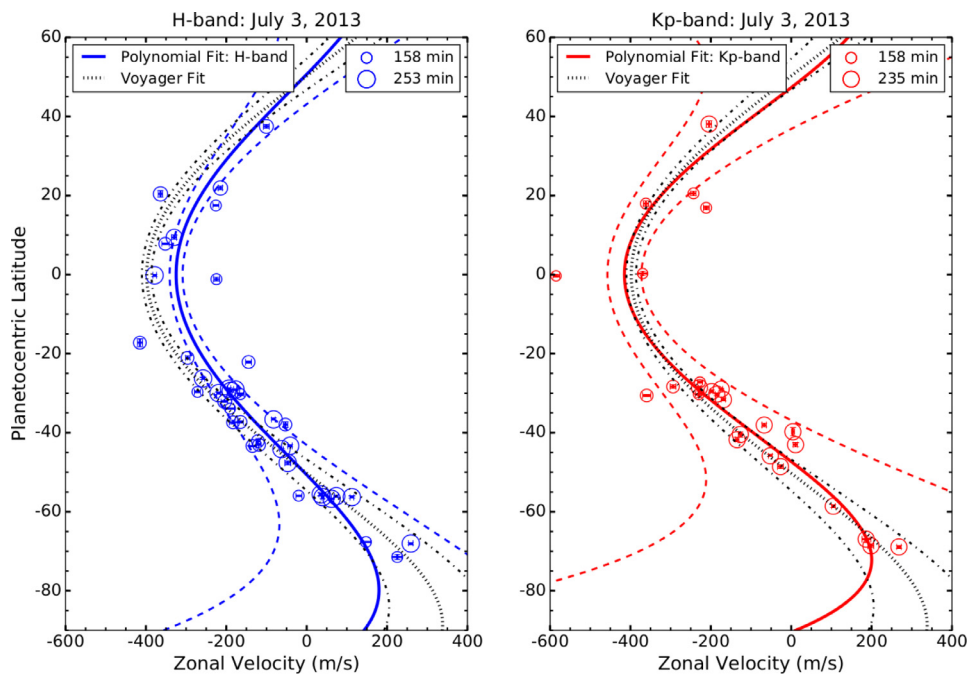 H-band: July 3, 2013
Polynomial Fit: H-band
Voyager Fit
158 min
253 min
60
40
20
0
-20
-40
-60
-80
Planetocentric Latitude
-600
-400
-200
0
200
400
Zonal Velocity (m/s)
Kp-band: July 3, 2013
Polynomial Fit: Kp-band
Voyager Fit
158 min
235 min
60
40
20
0
-20
-40
-60
-80
-600
-400
-200
0
200
400
Zonal Velocity (m/s)